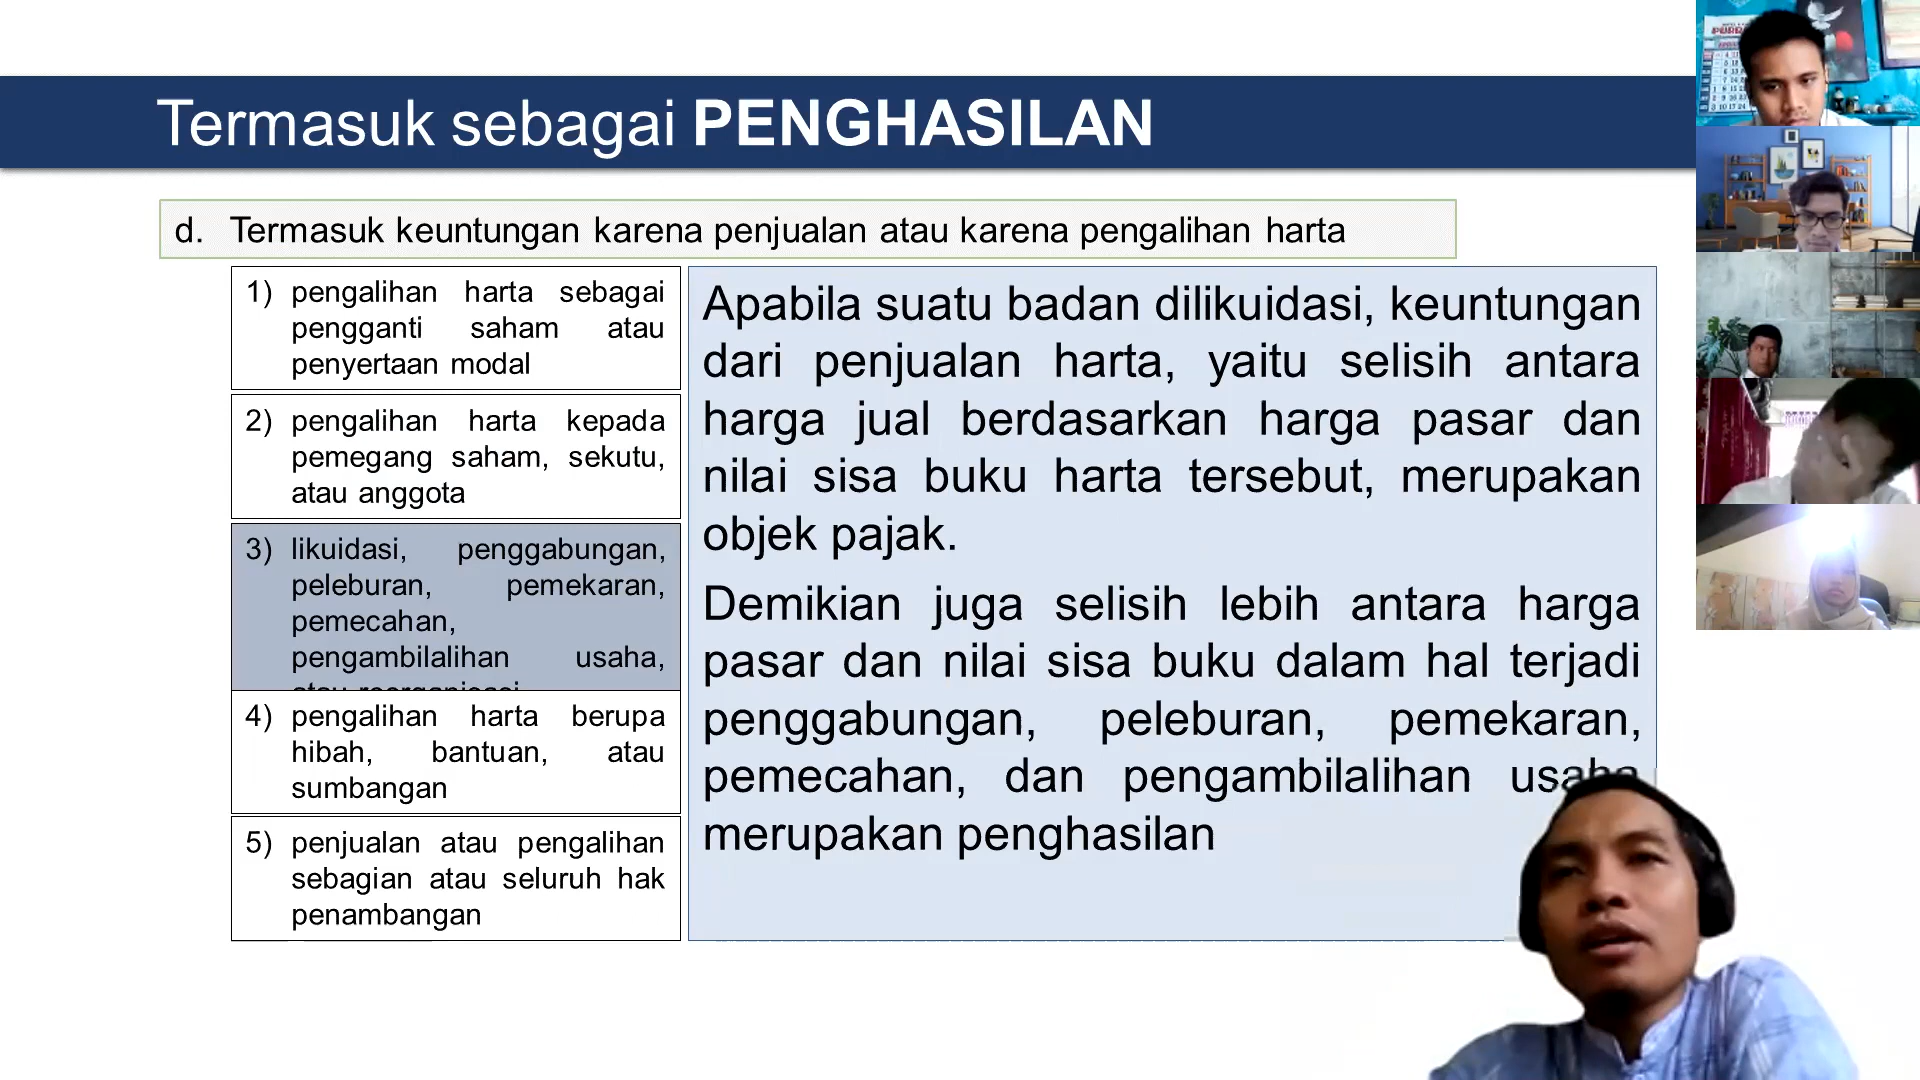 Termasuk sebagai PENGHASILAN
d. Termasuk keuntungan karena penjualan atau karena pengalihan harta
1) pengalihan harta sebagai
pengganti saham atau
penyertaan modal
2) pengalihan harta kepada
pemegang saham, sekutu,
atau anggota
3) likuidasi, penggabungan,
peleburan, pemekaran,
pemecahan,
pengambilalihan usaha,
atau reorganisasi
4) pengalihan harta berupa
hibah, bantuan, atau
sumbangan
5) penjualan atau pengalihan
sebagian atau seluruh hak
penambangan
Apabila suatu badan dilikuidasi, keuntungan
dari penjualan harta, yaitu selisih antara
harga jual berdasarkan harga pasar dan
nilai sisa buku harta tersebut, merupakan
objek pajak.
Demikian juga selisih lebih antara harga
pasar dan nilai sisa buku dalam hal terjadi
penggabungan, peleburan, pemekaran,
pemecahan, dan pengambilalihan usaha
merupakan penghasilan